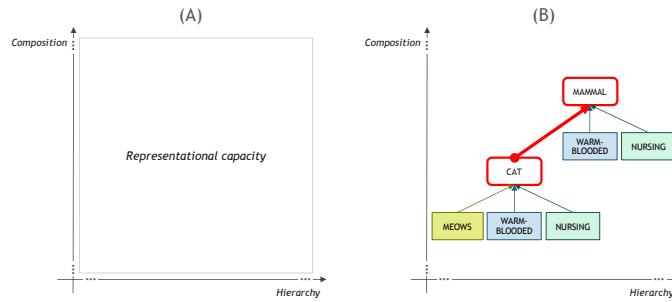 (A)
Composition
Representational capacity
Hierarchy
(B)
Composition
MAMMAL
WARM-
BLOODED
NURSING
CAT
MEOWS
WARM-
BLOODED
NURSING
Hierarchy